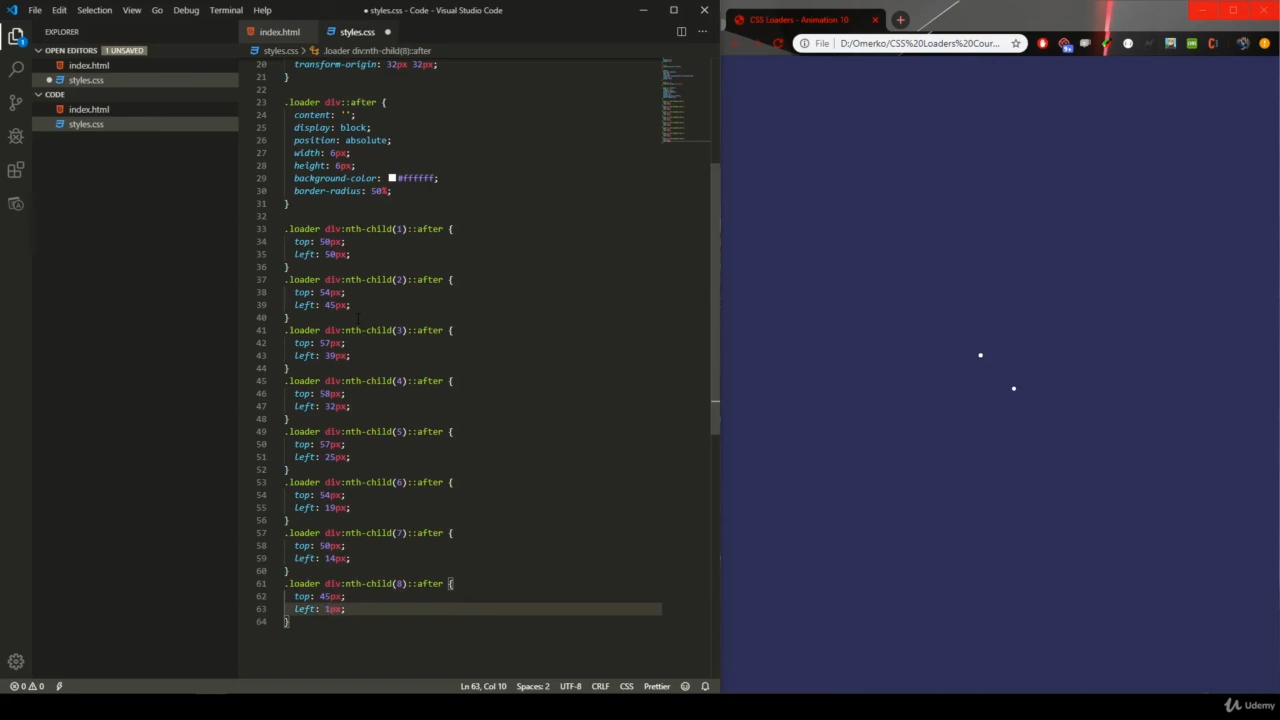 File Edit Selection View Go Debug Terminal Help
● styles.css - Code - Visual Studio Code
EXPLORER
OPEN EDITORS 1 UNSAVED
index.html
styles.css
CODE
index.html
styles.css
index.html
styles.css
styles.css > .loader div:nth-child(8)::after
20 transform-origin: 32px 32px;
21 }
22
23 .loader div::after {
24 content: '';
25 display: block;
26 position: absolute;
27 width: 6px;
28 height: 6px;
29 background-color: #ffffff;
30 border-radius: 50%;
31 }
32
33 .loader div:nth-child(1)::after {
34 top: 50px;
35 left: 50px;
36 }
37 .loader div:nth-child(2)::after {
38 top: 54px;
39 left: 45px;
40 }
41 .loader div:nth-child(3)::after {
42 top: 57px;
43 left: 39px;
44 }
45 .loader div:nth-child(4)::after {
46 top: 58px;
47 left: 32px;
48 }
49 .loader div:nth-child(5)::after {
50 top: 57px;
51 left: 25px;
52 }
53 .loader div:nth-child(6)::after {
54 top: 54px;
55 left: 19px;
56 }
57 .loader div:nth-child(7)::after {
58 top: 50px;
59 left: 14px;
60 }
61 .loader div:nth-child(8)::after {
62 top: 45px;
63 left: 1px;
64 }
0 0
Ln 63, Col 10 Spaces: 2 UTF-8 CRLF CSS Prettier
CSS Loaders - Animation 10
File D:/Omerko/CSS%20Loaders%20Cour...
Udemy